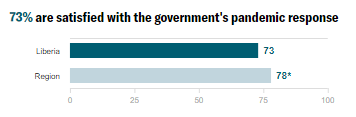 73% are satisfied with the government's pandemic response
Liberia 73
Region 78*
0 25 50 75 100